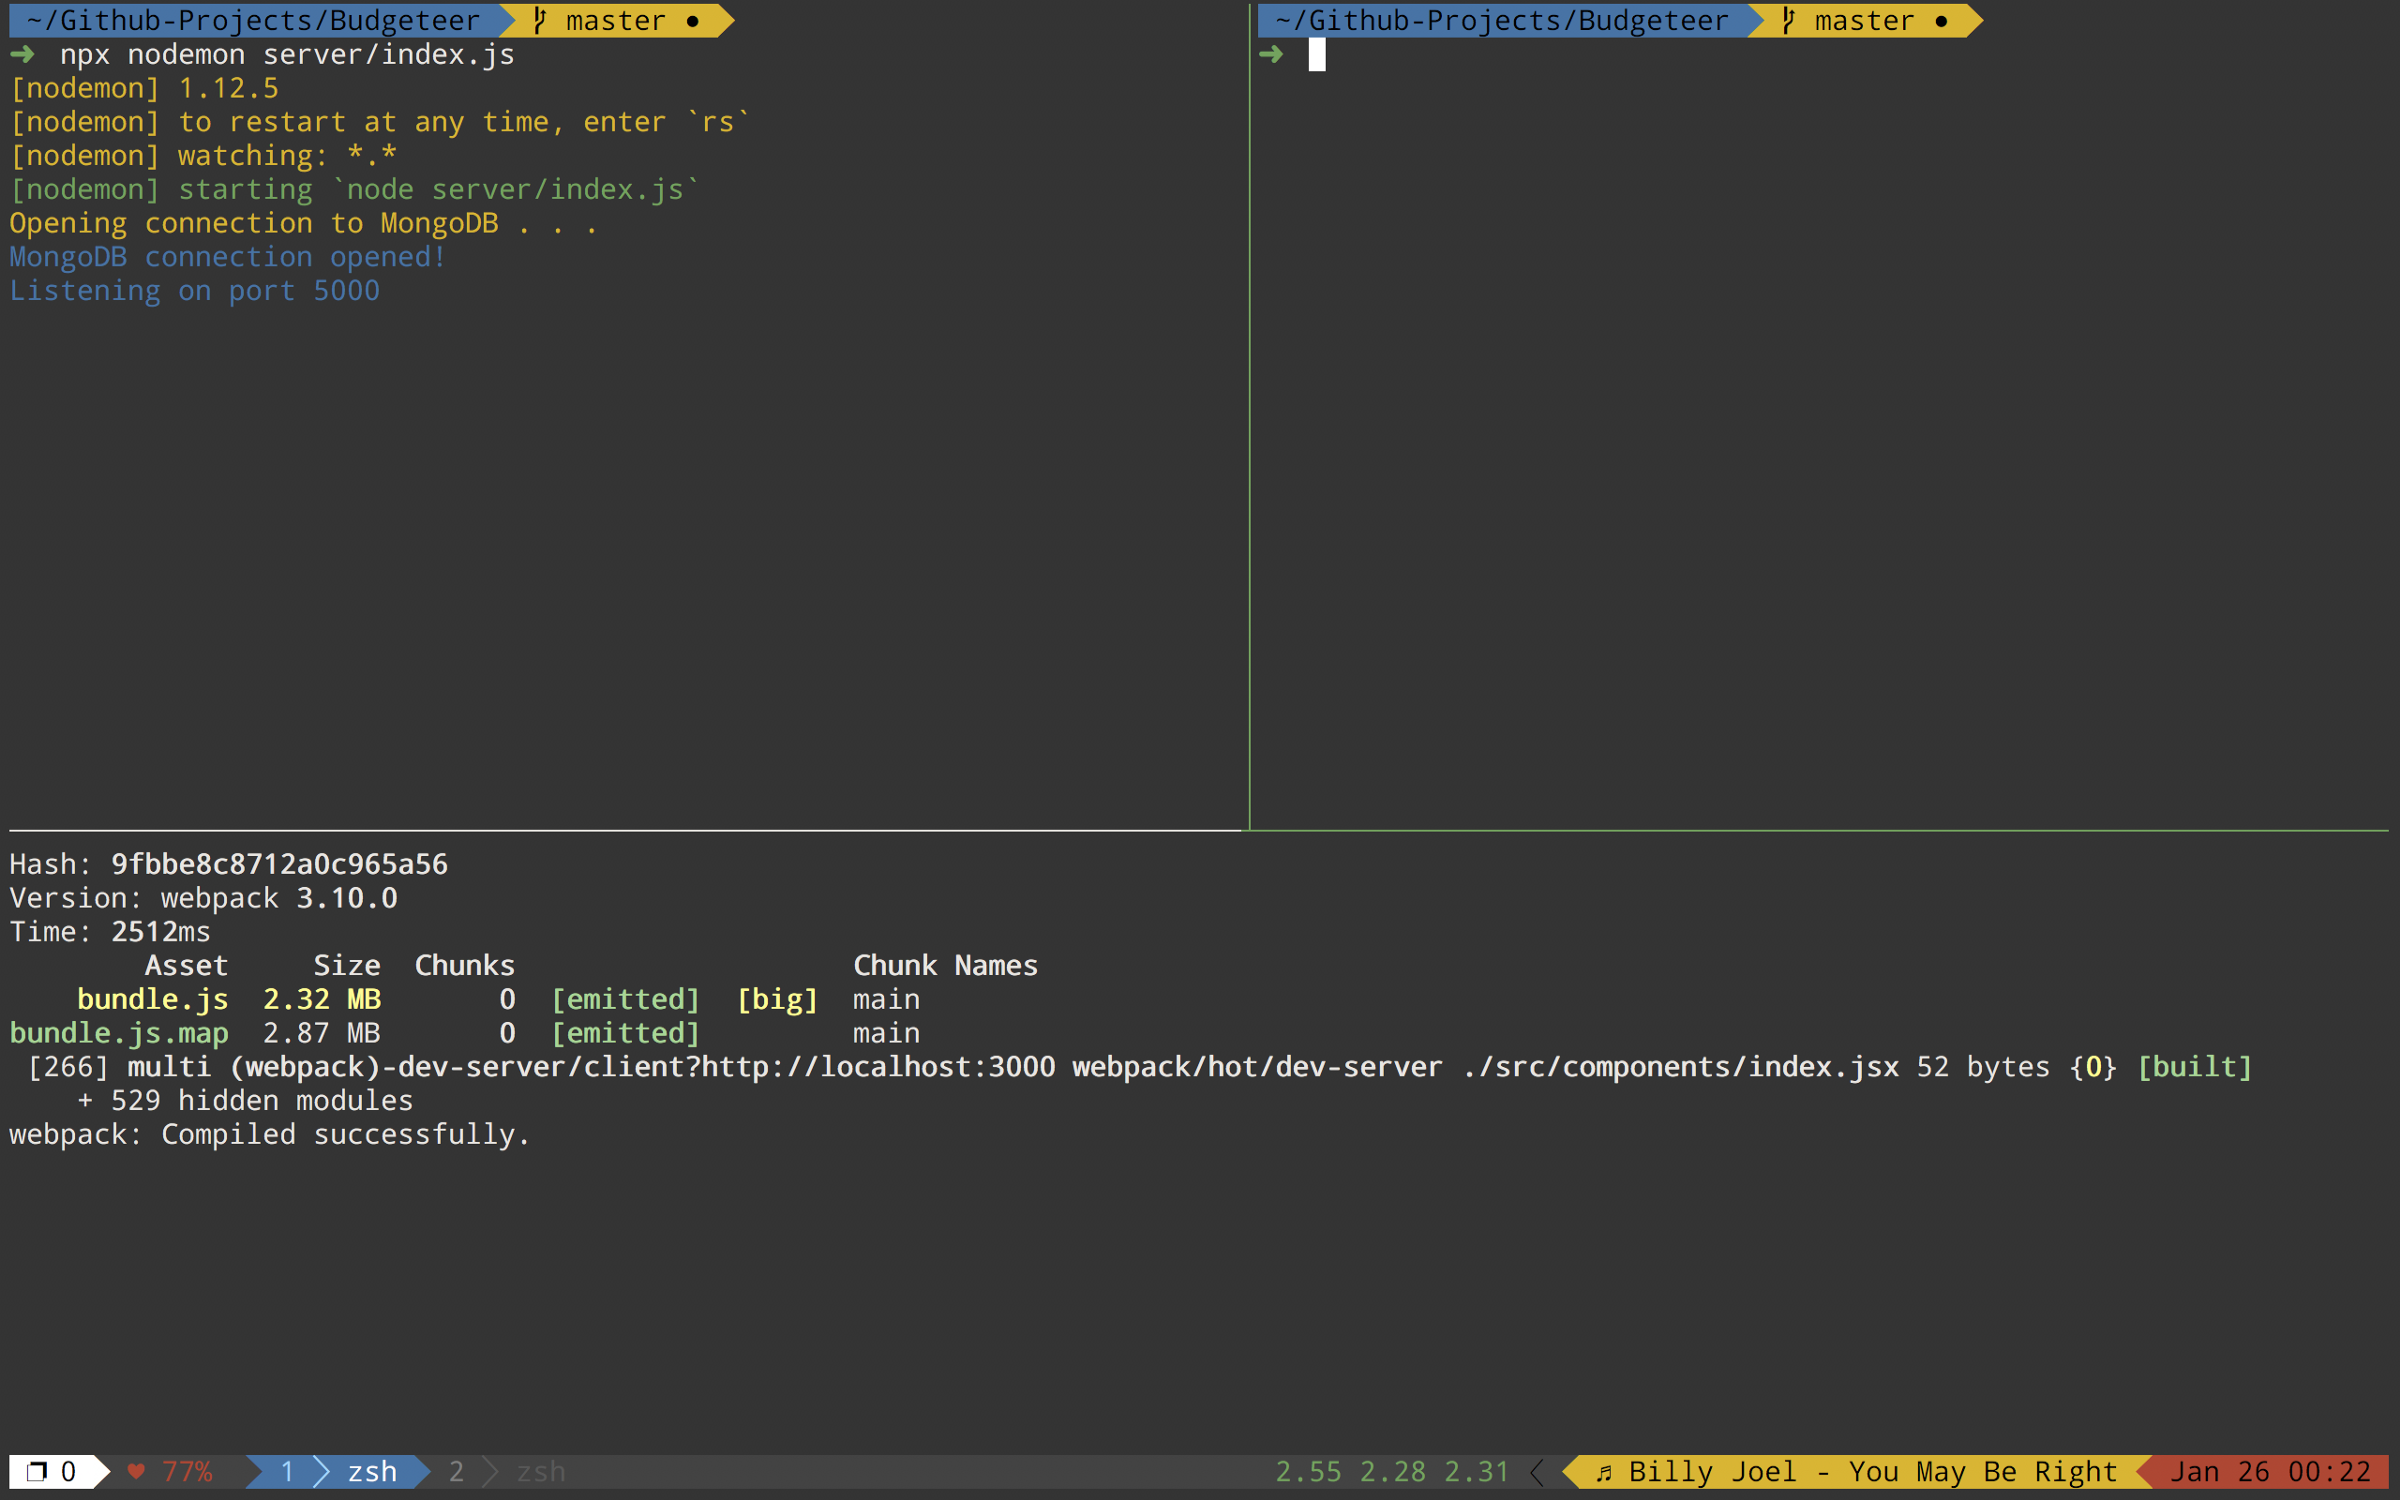 ~/Github-Projects/Budgeteer master ●
➜ npx nodemon server/index.js
[nodemon] 1.12.5
[nodemon] to restart at any time, enter `rs`
[nodemon] watching: *.*
[nodemon] starting `node server/index.js`
Opening connection to MongoDB . . .
MongoDB connection opened!
Listening on port 5000
~/Github-Projects/Budgeteer master ●
➜
Hash: 9fbbe8c8712a0c965a56
Version: webpack 3.10.0
Time: 2512ms
Asset Size Chunks Chunk Names
bundle.js 2.32 MB 0 [emitted] [big] main
bundle.js.map 2.87 MB 0 [emitted] main
[266] multi (webpack)-dev-server/client?http://localhost:3000 webpack/hot/dev-server ./src/components/index.jsx 52 bytes {0} [built]
+ 529 hidden modules
webpack: Compiled successfully.
❐ 0 ♥ 77% 1 zsh 2 zsh 2.55 2.28 2.31 ♬ Billy Joel - You May Be Right Jan 26 00:22